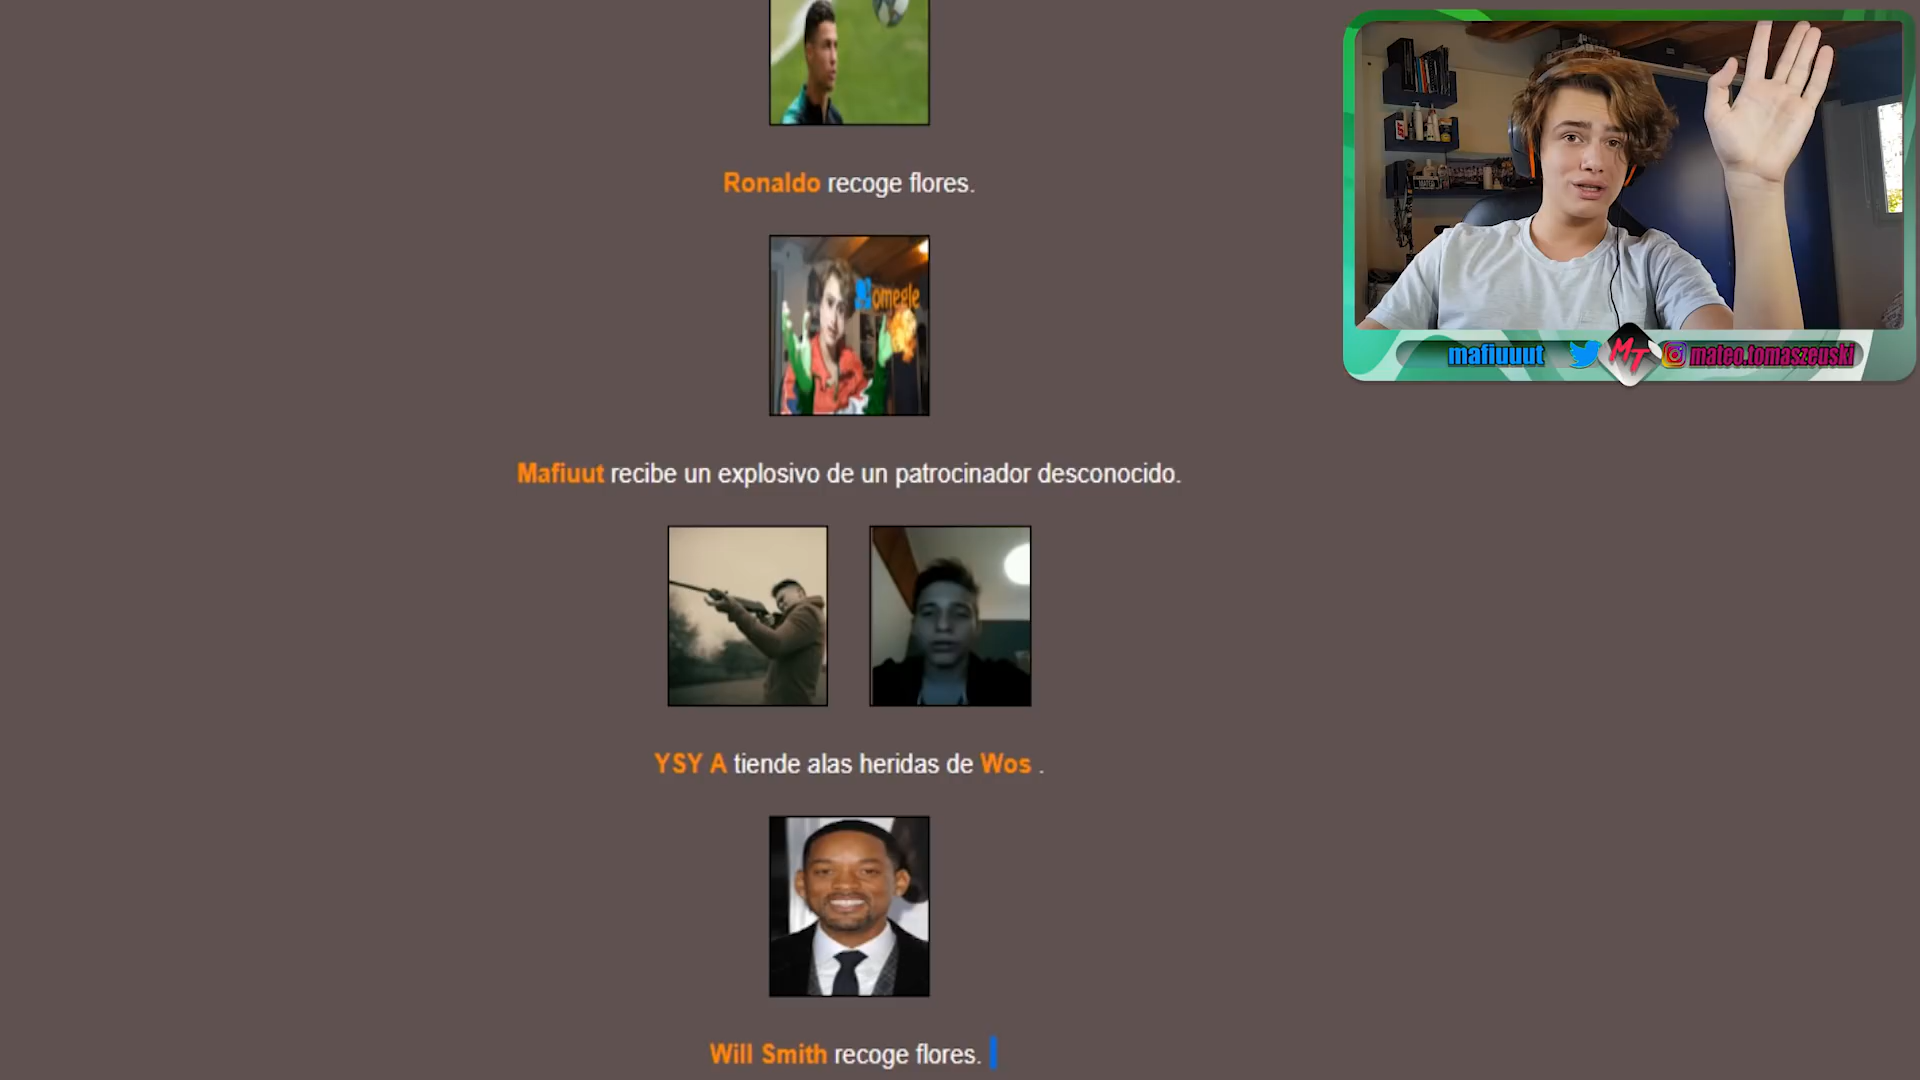 Ronaldo recoge flores.
omegle
Mafiuut recibe un explosivo de un patrocinador desconocido.
YSY A tiende alas heridas de Wos .
Will Smith recoge flores.
mafiuuut
MT
mateo.tomaszeuski